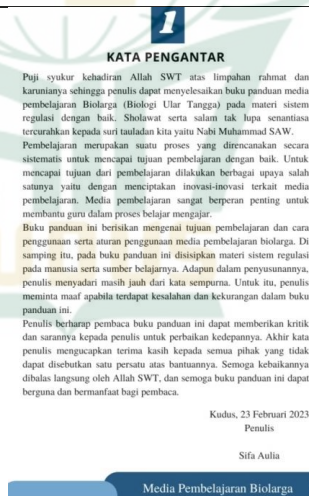 1
KATA PENGANTAR
Puji syukur kehadiran Allah SWT atas limpahan rahmat dan
karunianya sehingga penulis dapat menyelesaikan buku panduan media
pembelajaran Biolarga (Biologi Ular Tangga) pada materi sistem
regulasi dengan baik. Sholawat serta salam tak lupa senantiasa
tercurahkan kepada suri tauladan kita yaitu Nabi Muhammad SAW.
Pembelajaran merupakan suatu proses yang direncanakan secara
sistematis untuk mencapai tujuan pembelajaran dengan baik. Untuk
mencapai tujuan dari pembelajaran dilakukan berbagai upaya salah
satunya yaitu dengan menciptakan inovasi-inovasi terkait media
pembelajaran. Media pembelajaran sangat berperan penting untuk
membantu guru dalam proses belajar mengajar.
Buku panduan ini berisikan mengenai tujuan pembelajaran dan cara
penggunaan serta aturan penggunaan media pembelajaran biolarga. Di
samping itu, pada buku panduan ini disisipkan materi sistem regulasi
pada manusia serta sumber belajarnya. Adapun dalam penyusunannya,
penulis menyadari masih jauh dari kata sempurna. Untuk itu, penulis
meminta maaf apabila terdapat kesalahan dan kekurangan dalam buku
panduan ini.
Penulis berharap pembaca buku panduan ini dapat memberikan kritik
dan sarannya kepada penulis untuk perbaikan kedepannya. Akhir kata
penulis mengucapkan terima kasih kepada semua pihak yang tidak
dapat disebutkan satu persatu atas bantuannya. Semoga kebaikannya
dibalas langsung oleh Allah SWT, dan semoga buku panduan ini dapat
berguna dan bermanfaat bagi pembaca.
Kudus, 23 Februari 2023
Penulis
Sifa Aulia
Media Pembelajaran Biolarga